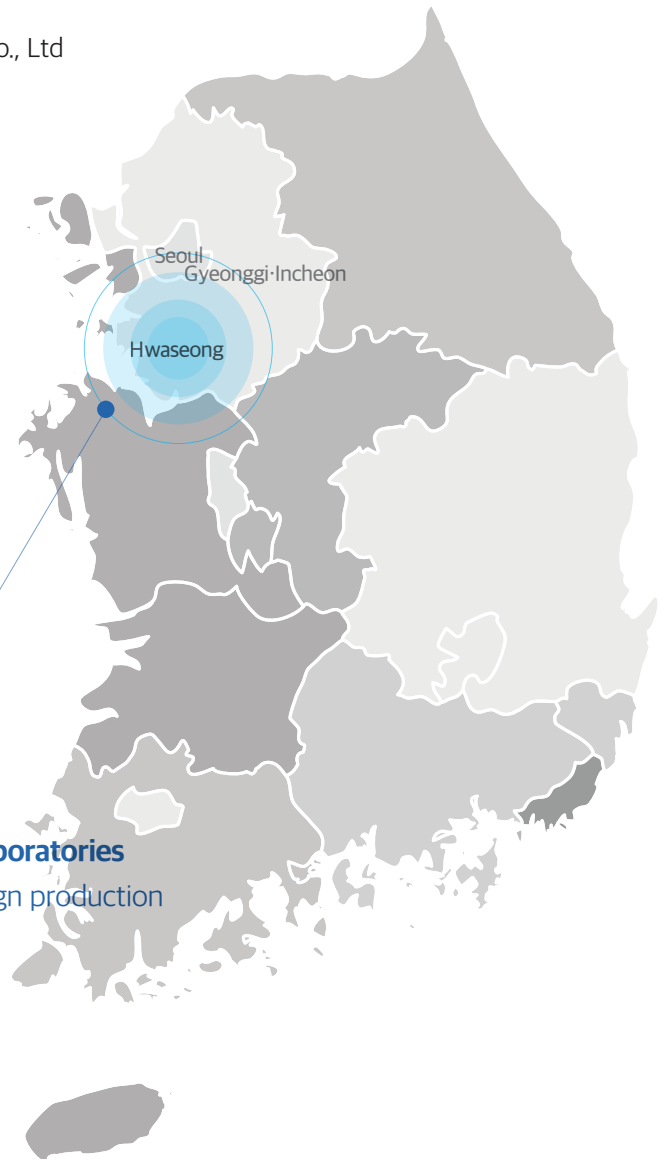 o., Ltd
Seoul
Gyeonggi·Incheon
Hwaseong
boratories
gn production